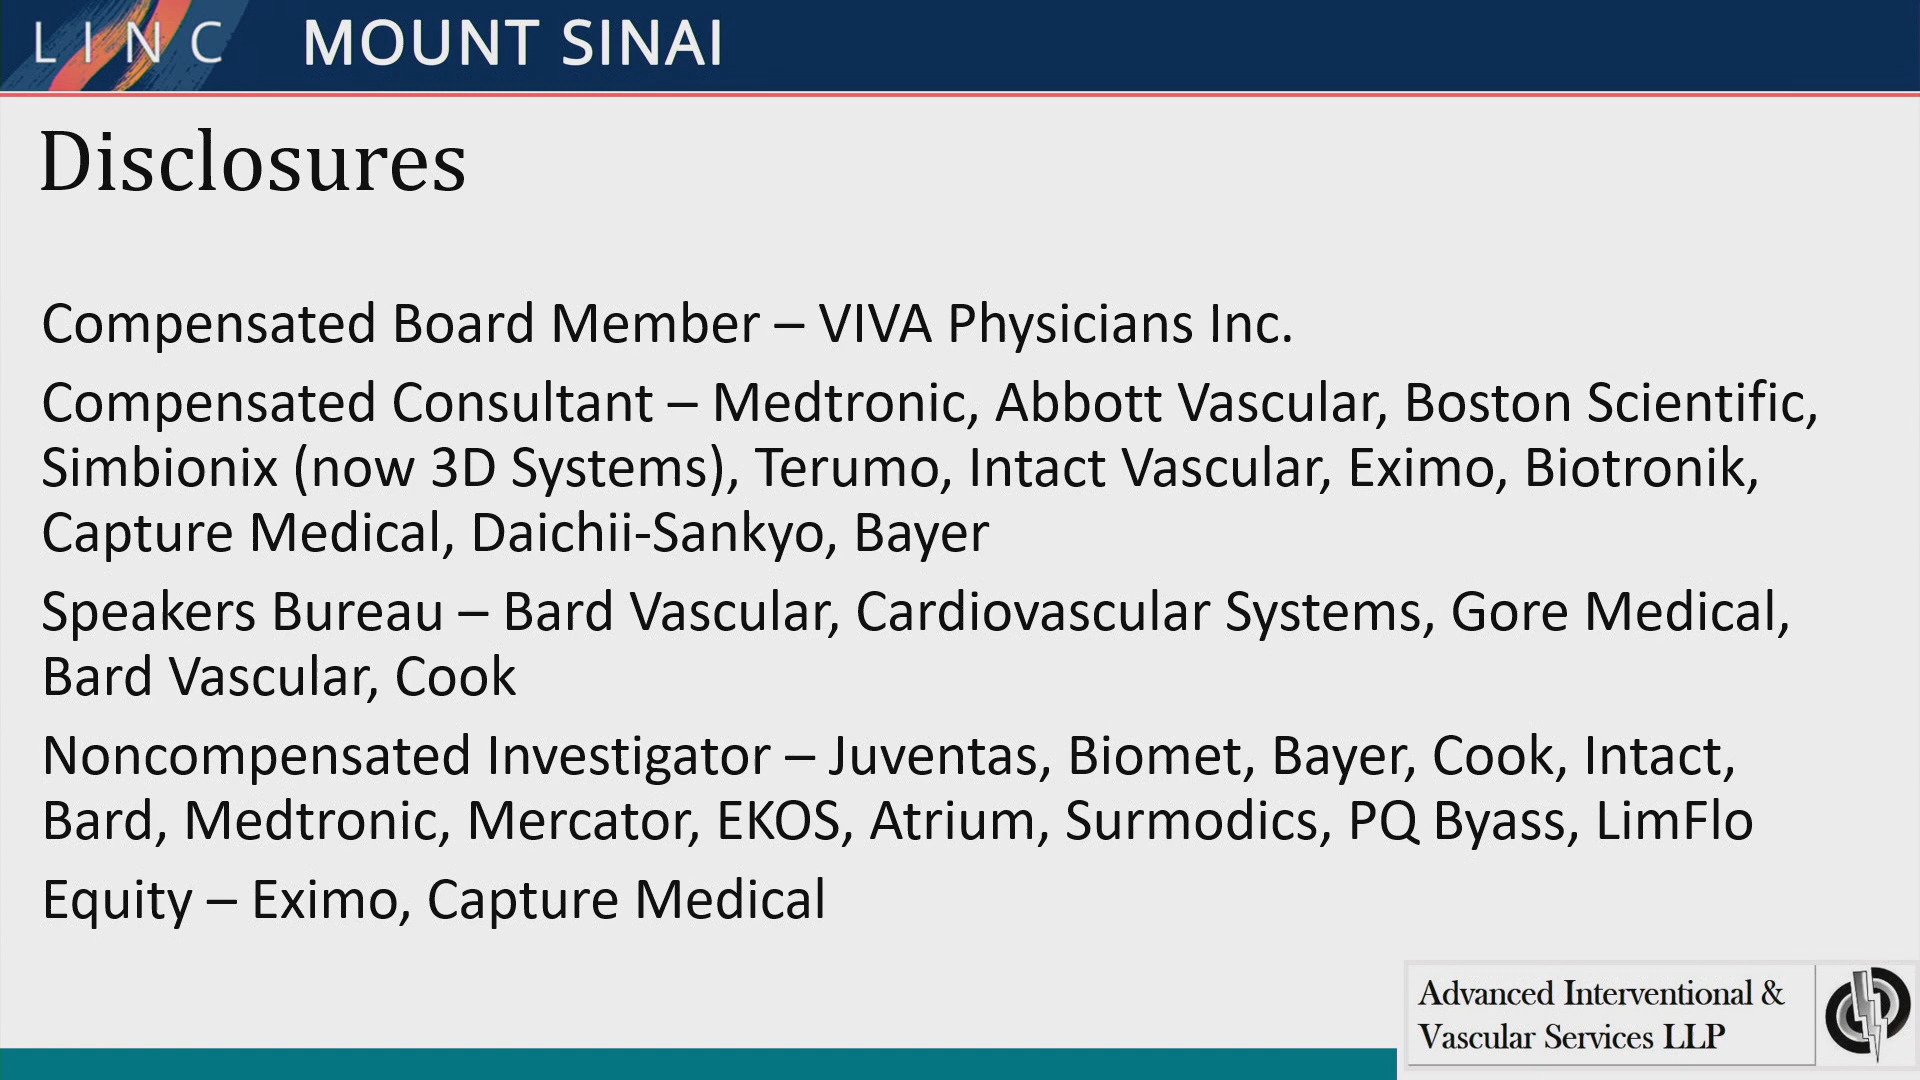 LINC MOUNT SINAI
Disclosures
Compensated Board Member – VIVA Physicians Inc.
Compensated Consultant – Medtronic, Abbott Vascular, Boston Scientific,
Simbionix (now 3D Systems), Terumo, Intact Vascular, Eximo, Biotronik,
Capture Medical, Daichii-Sankyo, Bayer
Speakers Bureau – Bard Vascular, Cardiovascular Systems, Gore Medical,
Bard Vascular, Cook
Noncompensated Investigator – Juventas, Biomet, Bayer, Cook, Intact,
Bard, Medtronic, Mercator, EKOS, Atrium, Surmodics, PQ Byass, LimFlo
Equity – Eximo, Capture Medical
Advanced Interventional &
Vascular Services LLP